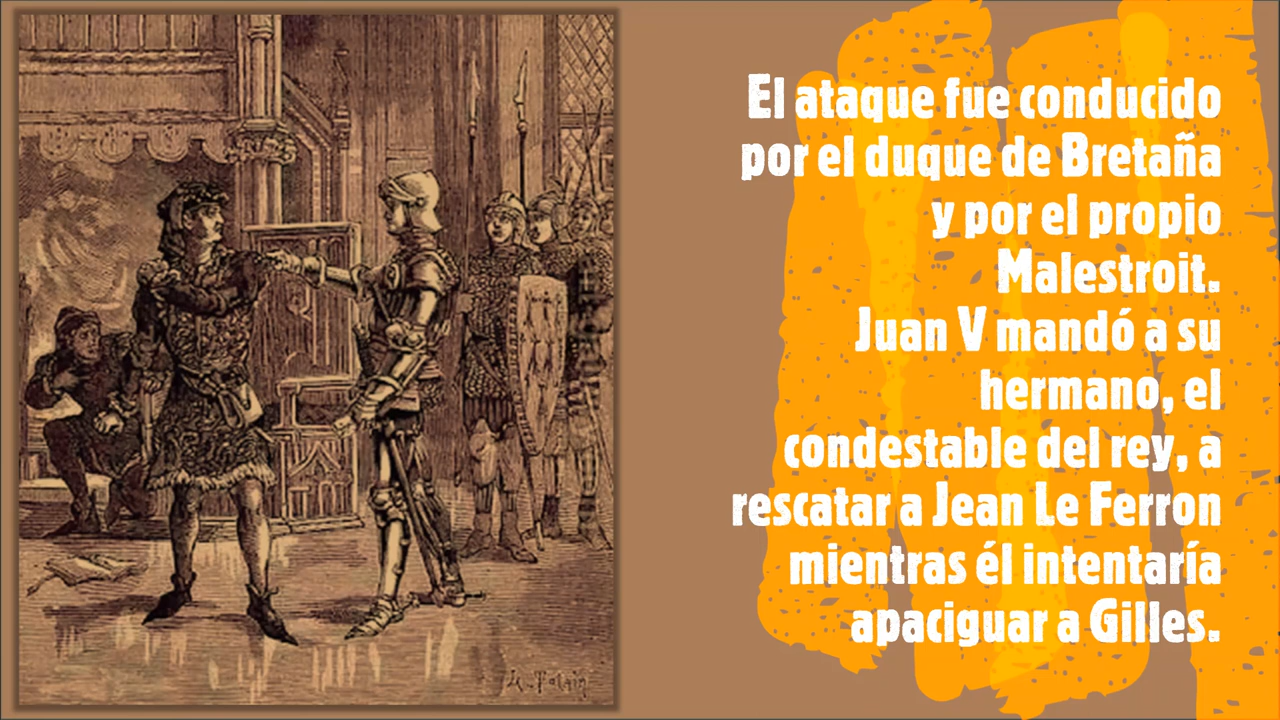 El ataque fue conducido
por el duque de Bretaña
y por el propio
Malestroit.
Juan V mandó a su
hermano, el
condestable del rey, a
rescatar a Jean Le Ferron
mientras él intentaría
apaciguar a Gilles.